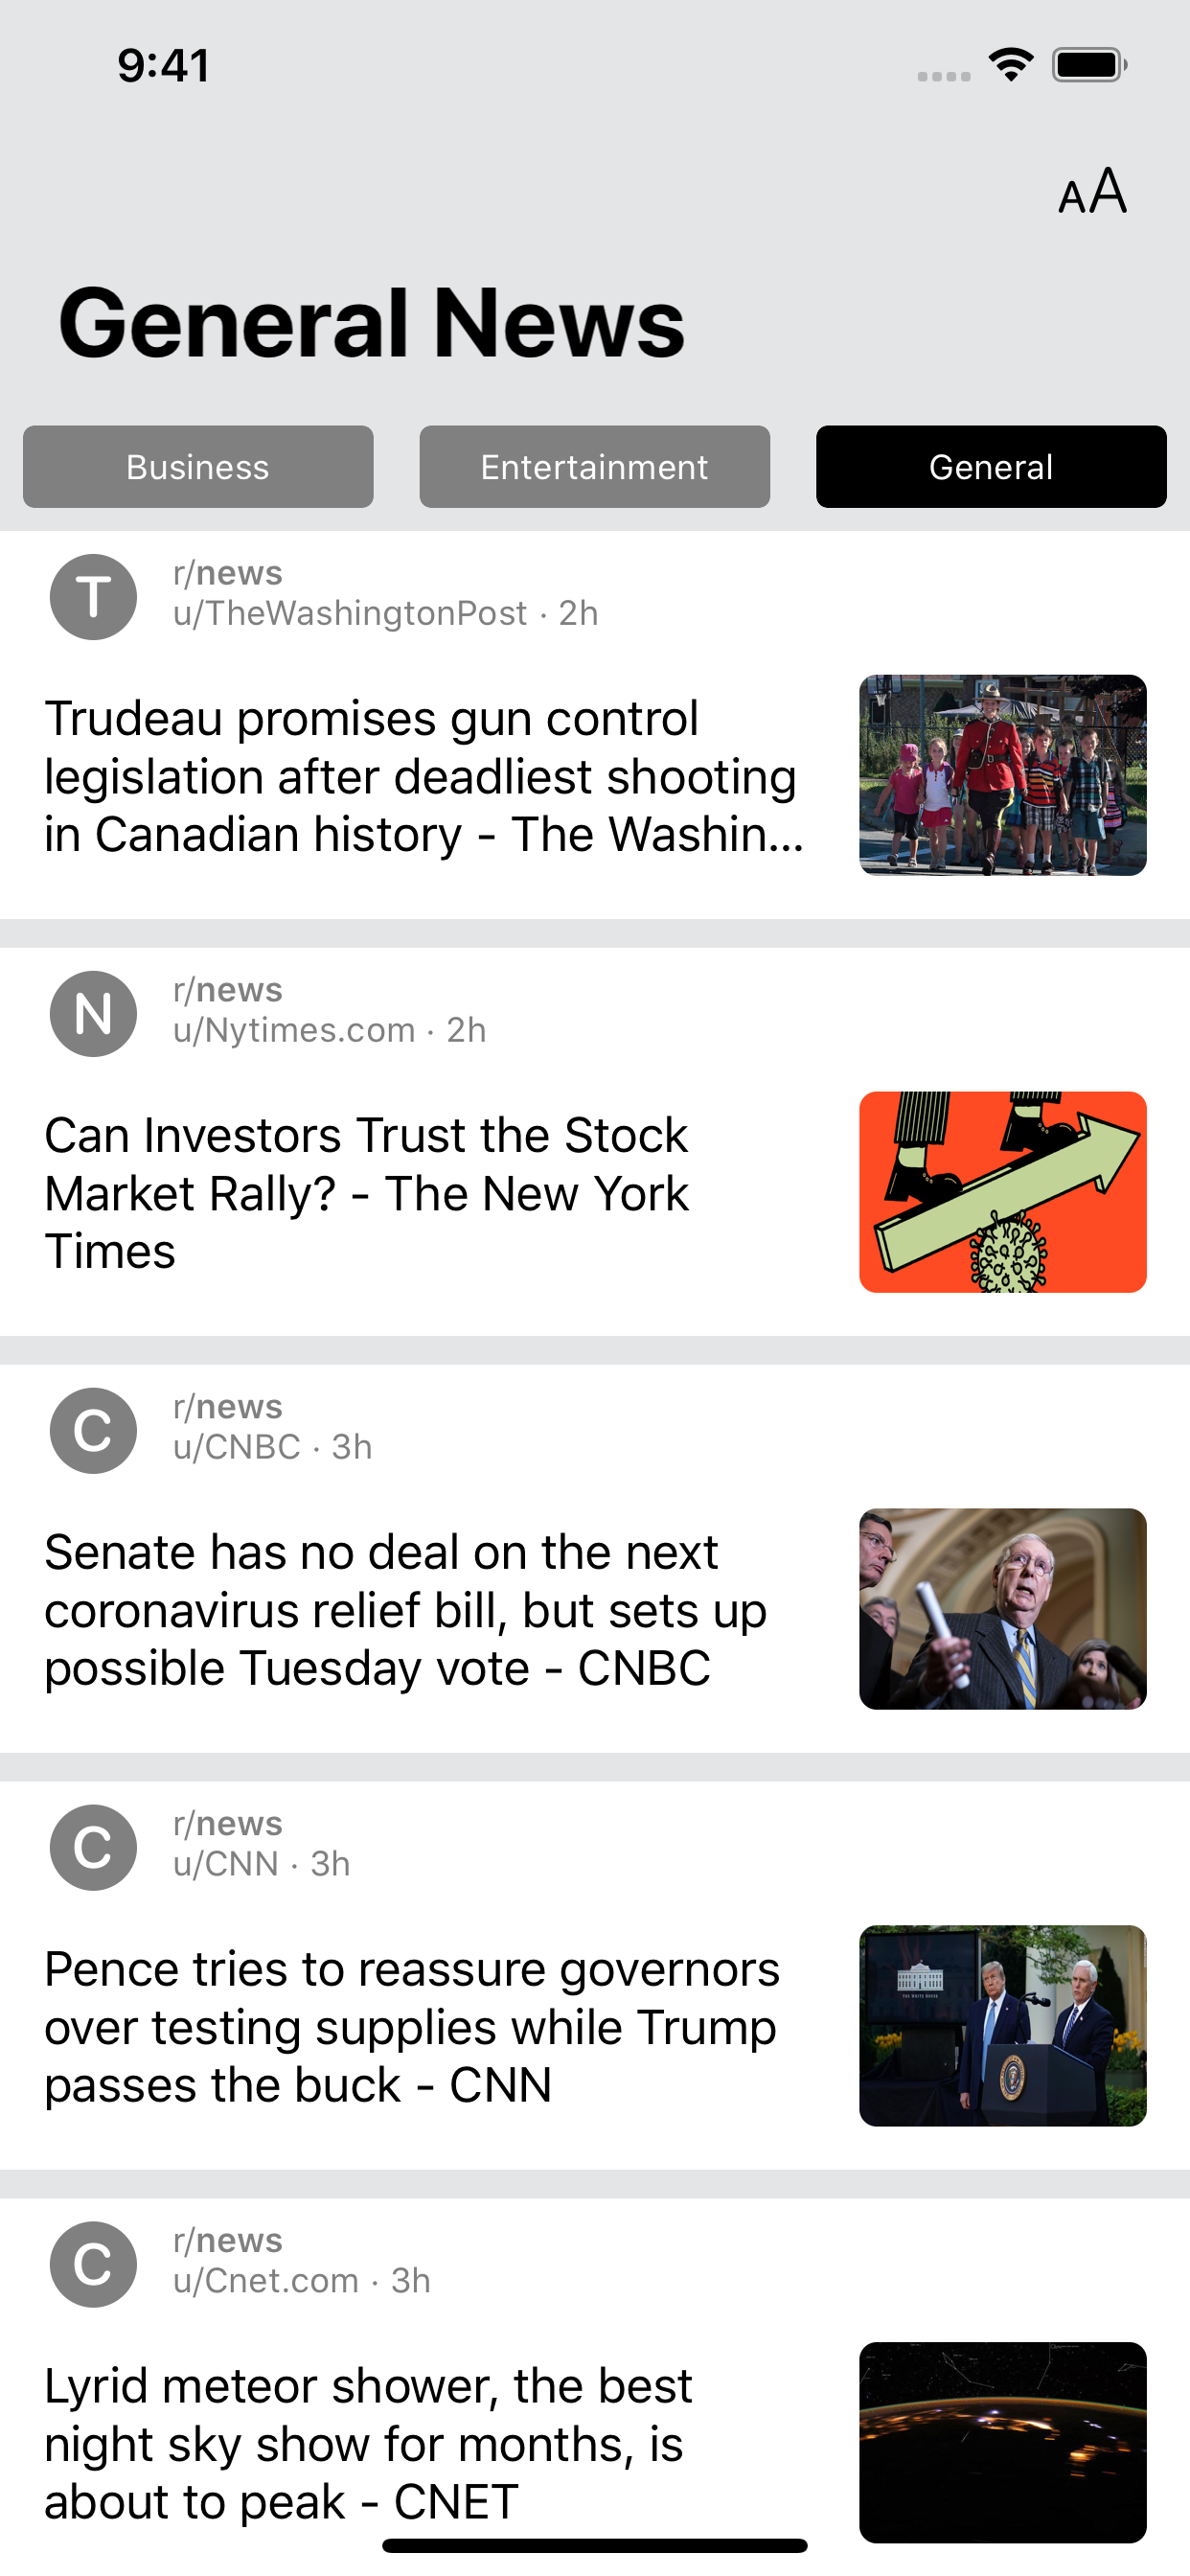 9:41
AA
General News
Business
Entertainment
General
T
r/news
u/TheWashingtonPost · 2h
Trudeau promises gun control
legislation after deadliest shooting
in Canadian history - The Washin...
N
r/news
u/Nytimes.com · 2h
Can Investors Trust the Stock
Market Rally? - The New York
Times
C
r/news
u/CNBC · 3h
Senate has no deal on the next
coronavirus relief bill, but sets up
possible Tuesday vote - CNBC
C
r/news
u/CNN · 3h
Pence tries to reassure governors
over testing supplies while Trump
passes the buck - CNN
THE WHITE HOUSE
C
r/news
u/Cnet.com · 3h
Lyrid meteor shower, the best
night sky show for months, is
about to peak - CNET